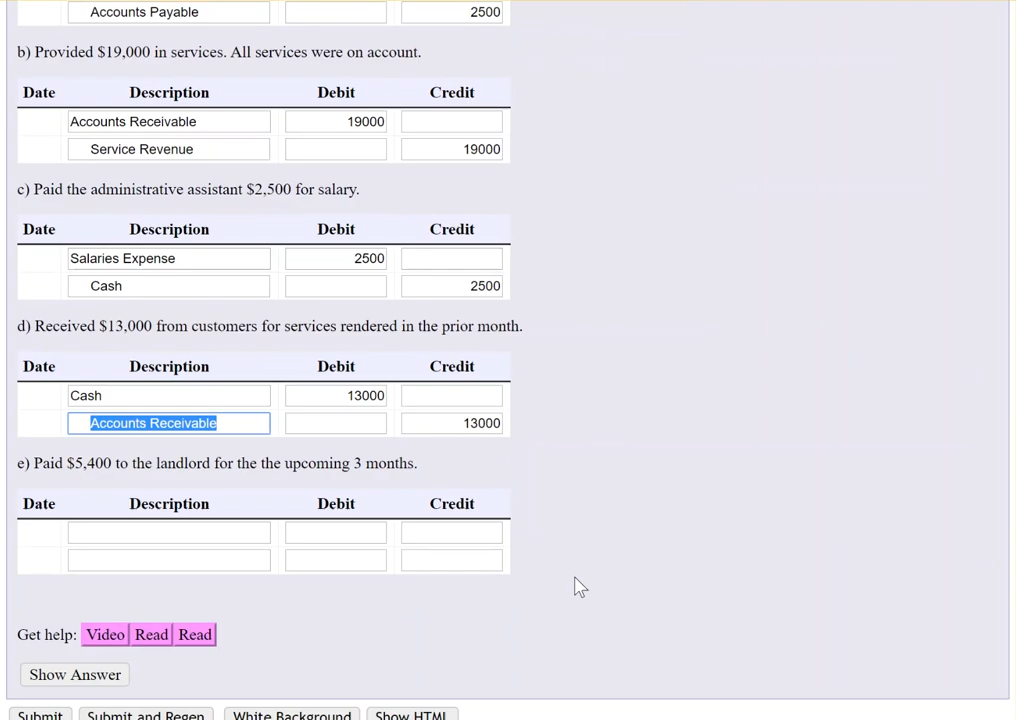 Accounts Payable 2500
b) Provided $19,000 in services. All services were on account.
Date Description Debit Credit
Accounts Receivable 19000
Service Revenue 19000
c) Paid the administrative assistant $2,500 for salary.
Date Description Debit Credit
Salaries Expense 2500
Cash 2500
d) Received $13,000 from customers for services rendered in the prior month.
Date Description Debit Credit
Cash 13000
Accounts Receivable 13000
e) Paid $5,400 to the landlord for the the upcoming 3 months.
Date Description Debit Credit
Get help: Video Read Read
Show Answer
Submit Submit and Regen White Background Show HTML